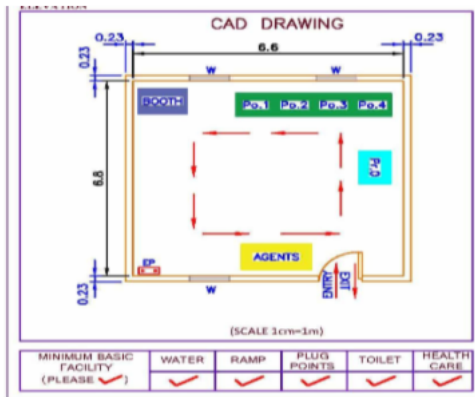 ELEVATION
CAD DRAWING
0.23 6.6 0.23
0.23 W W
BOOTH Po.1 Po.2 Po.3 Po.4
6.8 Pr.O
EP AGENTS
0.23 W ENTRY EXIT
(SCALE 1cm=1m)
MINIMUM BASIC FACILITY (PLEASE ✓) WATER RAMP PLUG POINTS TOILET HEALTH CARE
✓ ✓ ✓ ✓ ✓